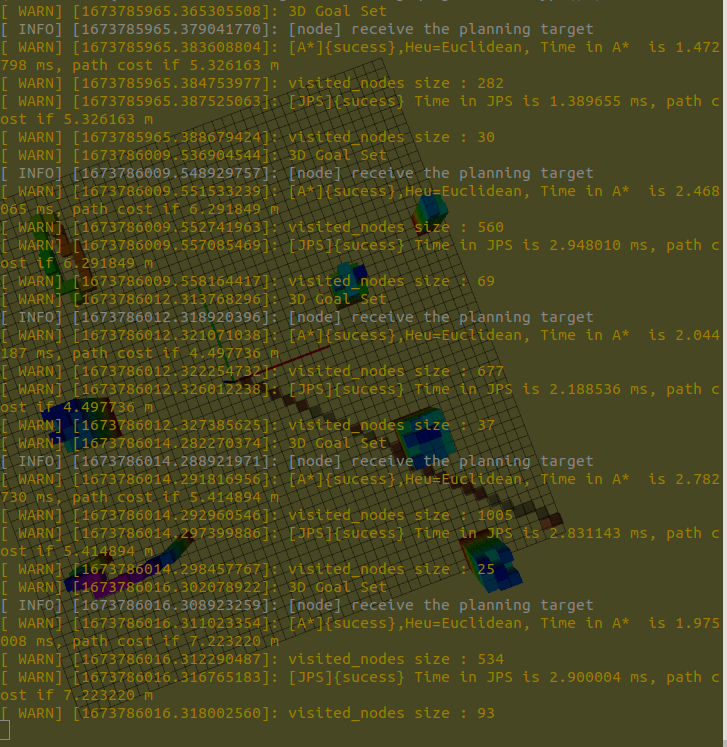 [ WARN] [1673785965.365305508]: 3D Goal Set
[ INFO] [1673785965.379041770]: [node] receive the planning target
[ WARN] [1673785965.383608804]: [A*]{sucess},Heu=Euclidean, Time in A*  is 1.472
798 ms, path cost if 5.326163 m
[ WARN] [1673785965.384753977]: visited_nodes size : 282
[ WARN] [1673785965.387525063]: [JPS]{sucess} Time in JPS is 1.389655 ms, path c
ost if 5.326163 m
[ WARN] [1673785965.388679424]: visited_nodes size : 30
[ WARN] [1673786009.536904544]: 3D Goal Set
[ INFO] [1673786009.548929757]: [node] receive the planning target
[ WARN] [1673786009.551533239]: [A*]{sucess},Heu=Euclidean, Time in A*  is 2.468
065 ms, path cost if 6.291849 m
[ WARN] [1673786009.552741963]: visited_nodes size : 560
[ WARN] [1673786009.557085469]: [JPS]{sucess} Time in JPS is 2.948010 ms, path c
ost if 6.291849 m
[ WARN] [1673786009.558164417]: visited_nodes size : 69
[ WARN] [1673786012.313768296]: 3D Goal Set
[ INFO] [1673786012.318920396]: [node] receive the planning target
[ WARN] [1673786012.321071038]: [A*]{sucess},Heu=Euclidean, Time in A*  is 2.044
187 ms, path cost if 4.497736 m
[ WARN] [1673786012.322254732]: visited_nodes size : 677
[ WARN] [1673786012.326012238]: [JPS]{sucess} Time in JPS is 2.188536 ms, path c
ost if 4.497736 m
[ WARN] [1673786012.327385625]: visited_nodes size : 37
[ WARN] [1673786014.282270374]: 3D Goal Set
[ INFO] [1673786014.288921971]: [node] receive the planning target
[ WARN] [1673786014.291816956]: [A*]{sucess},Heu=Euclidean, Time in A*  is 2.782
730 ms, path cost if 5.414894 m
[ WARN] [1673786014.292960546]: visited_nodes size : 1005
[ WARN] [1673786014.297399886]: [JPS]{sucess} Time in JPS is 2.831143 ms, path c
ost if 5.414894 m
[ WARN] [1673786014.298457767]: visited_nodes size : 25
[ WARN] [1673786016.302078922]: 3D Goal Set
[ INFO] [1673786016.308923259]: [node] receive the planning target
[ WARN] [1673786016.311023354]: [A*]{sucess},Heu=Euclidean, Time in A*  is 1.975
008 ms, path cost if 7.223220 m
[ WARN] [1673786016.312290487]: visited_nodes size : 534
[ WARN] [1673786016.316765183]: [JPS]{sucess} Time in JPS is 2.900004 ms, path c
ost if 7.223220 m
[ WARN] [1673786016.318002560]: visited_nodes size : 93